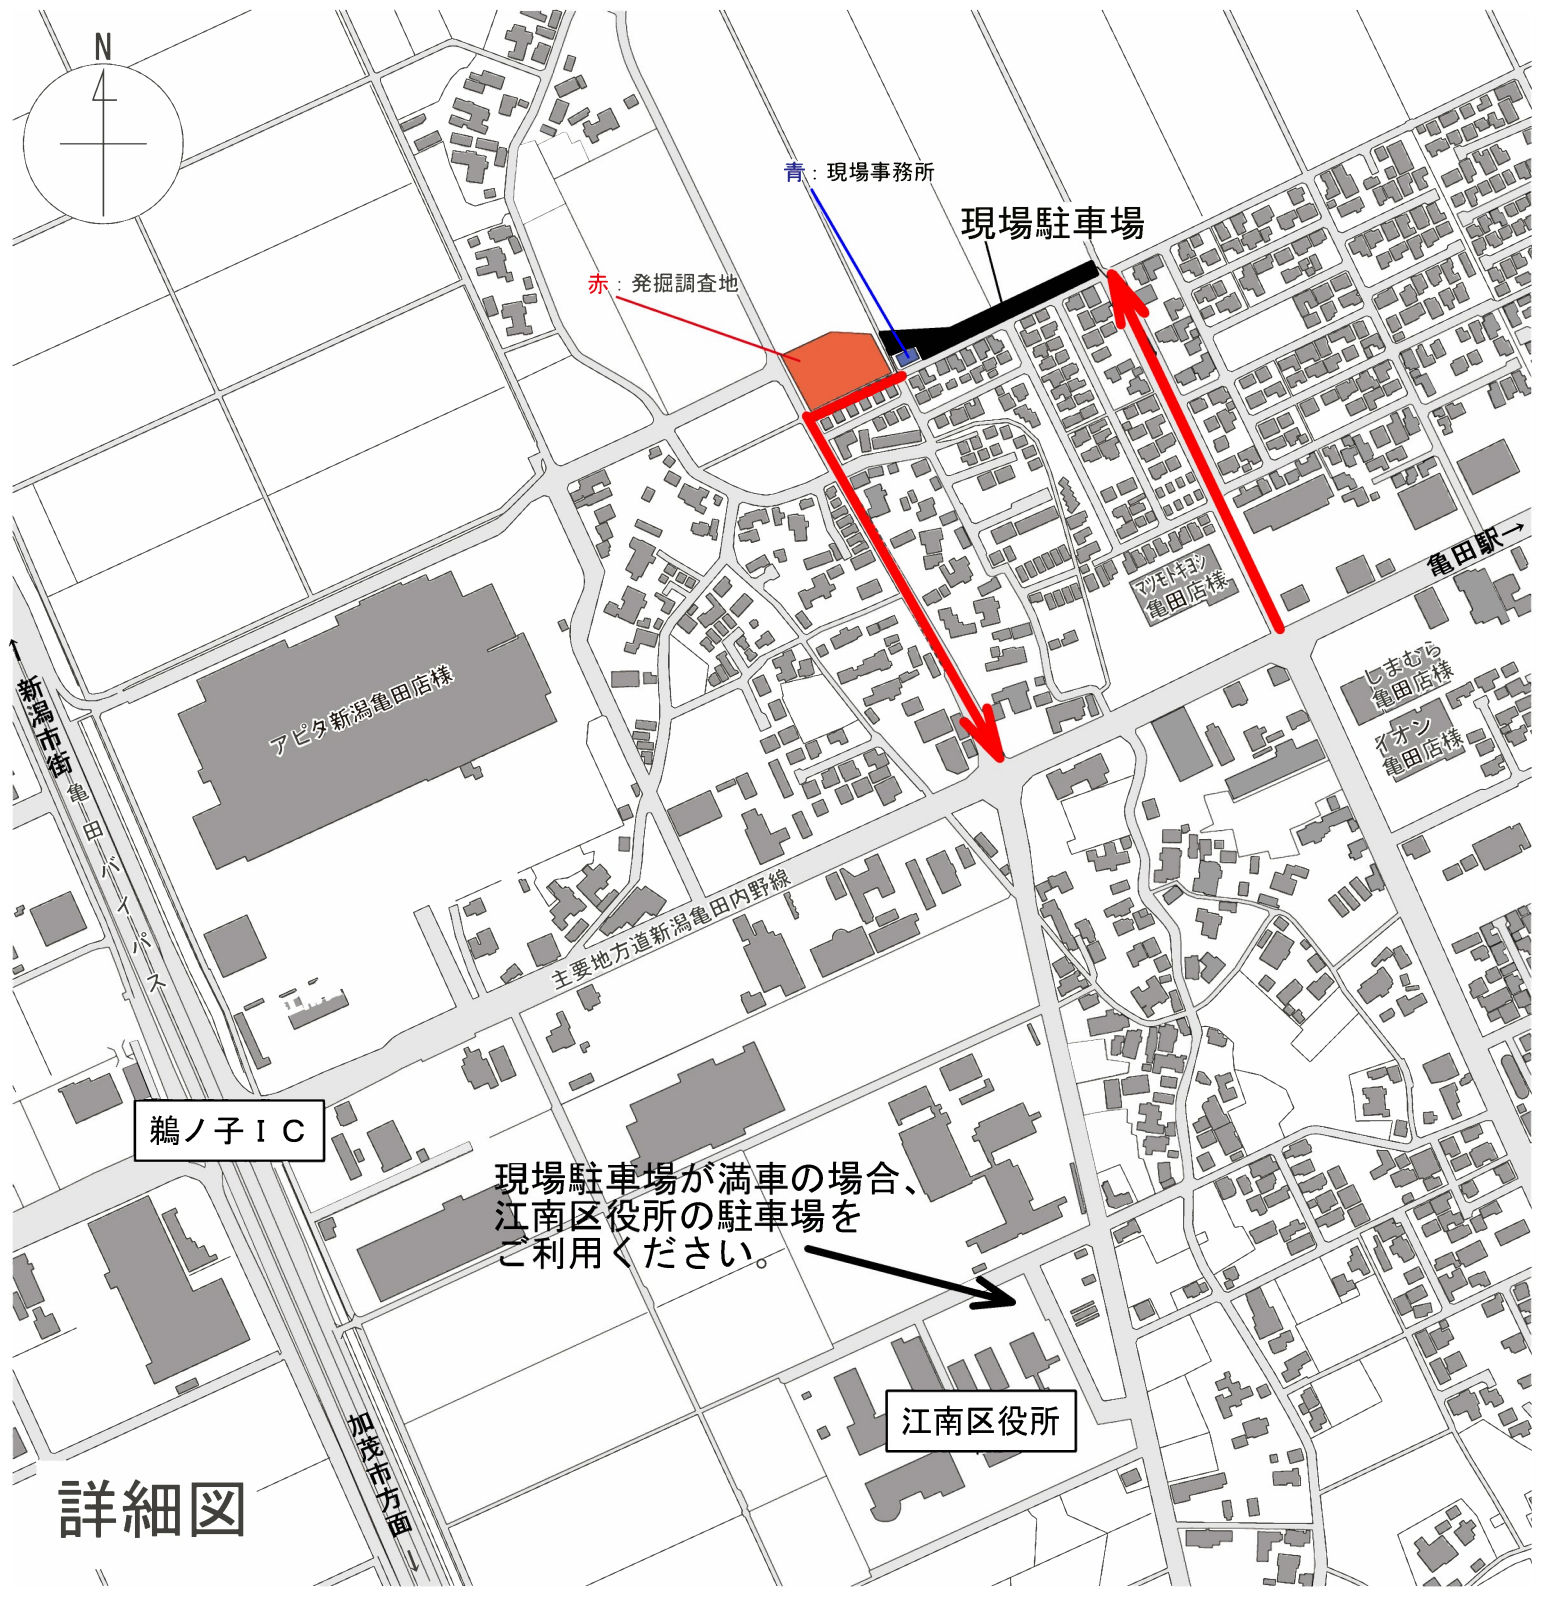 N
青：現場事務所
現場駐車場
赤：発掘調査地
亀田駅→
マツモトキヨシ
亀田店様
しまむら
亀田店様
イオン
亀田店様
アピタ新潟亀田店様
←新潟市街
亀田バイパス
主要地方道新潟亀田内野線
鵜ノ子ＩＣ
現場駐車場が満車の場合、
江南区役所の駐車場を
ご利用ください。
江南区役所
加茂市方面→
詳細図